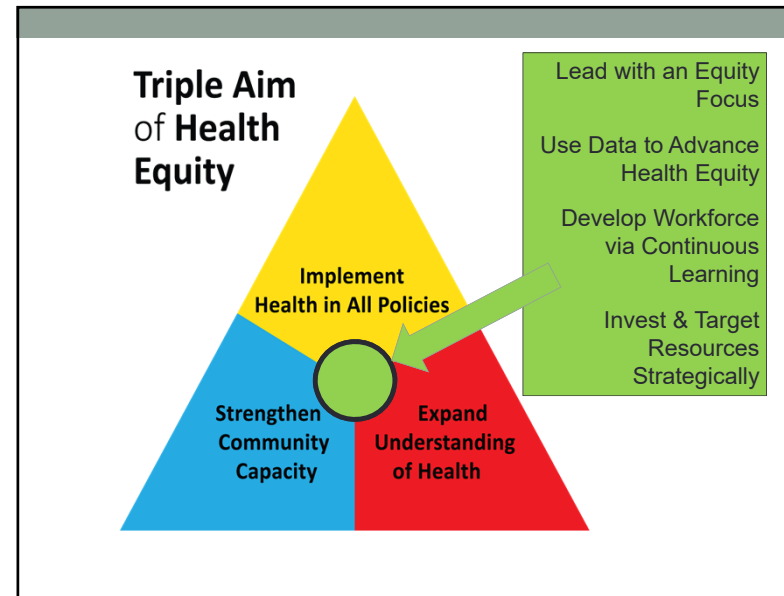 Triple Aim
of Health
Equity
Implement
Health in All Policies
Strengthen
Community
Capacity
Expand
Understanding
of Health
Lead with an Equity
Focus
Use Data to Advance
Health Equity
Develop Workforce
via Continuous
Learning
Invest & Target
Resources
Strategically